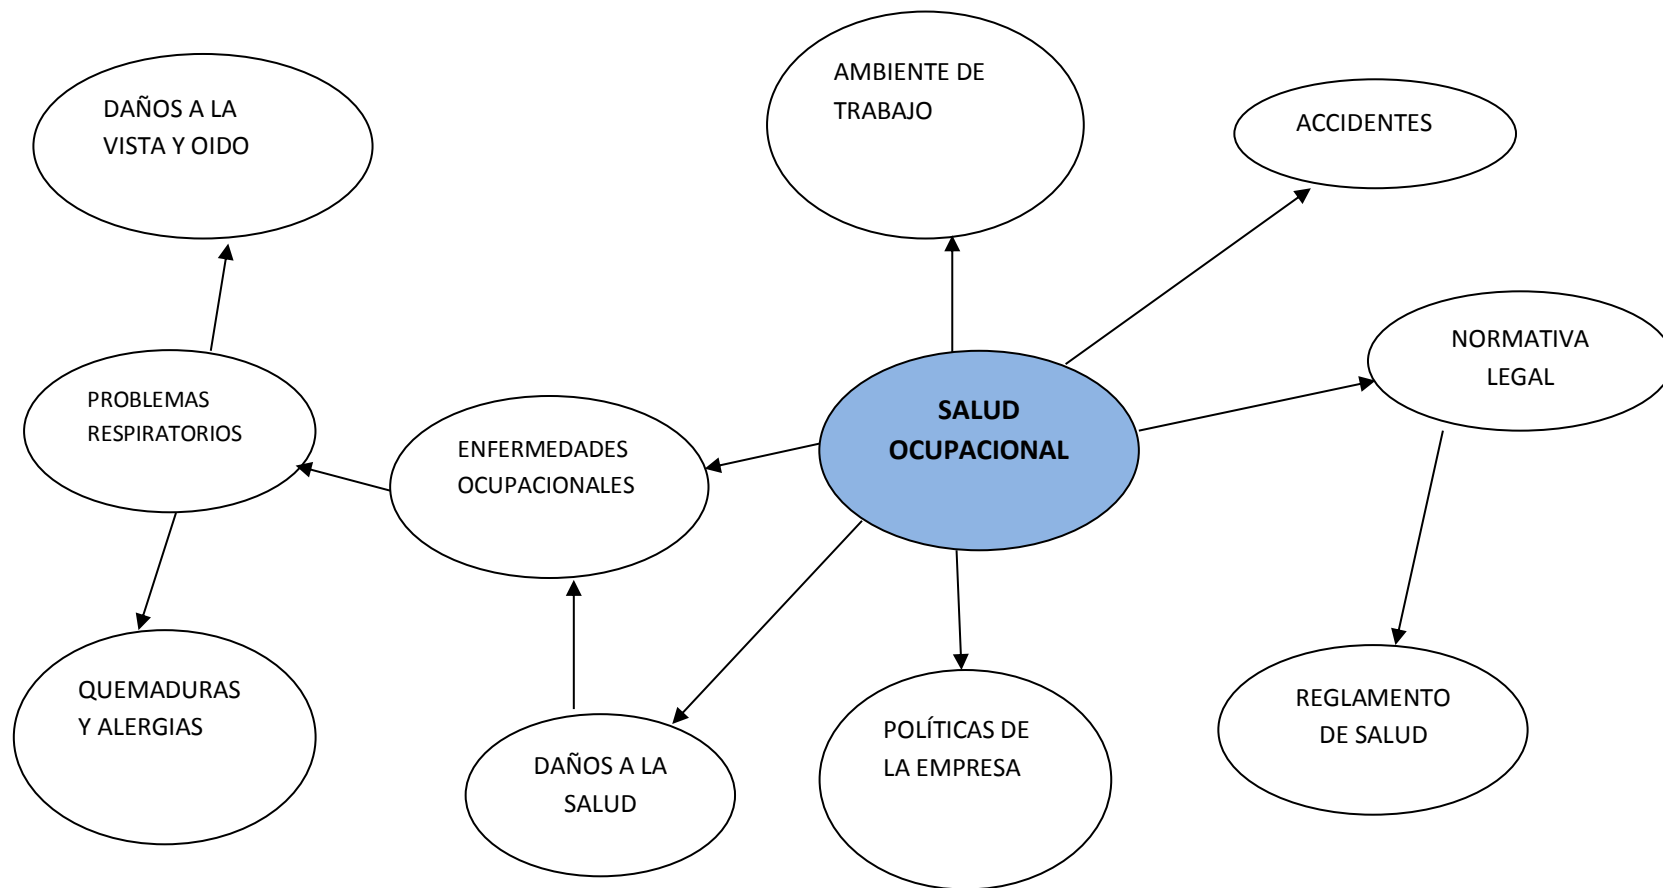 DAÑOS A LA
VISTA Y OIDO
AMBIENTE DE
TRABAJO
ACCIDENTES
NORMATIVA
LEGAL
SALUD
OCUPACIONAL
PROBLEMAS
RESPIRATORIOS
ENFERMEDADES
OCUPACIONALES
QUEMADURAS
Y ALERGIAS
DAÑOS A LA
SALUD
POLÍTICAS DE
LA EMPRESA
REGLAMENTO
DE SALUD